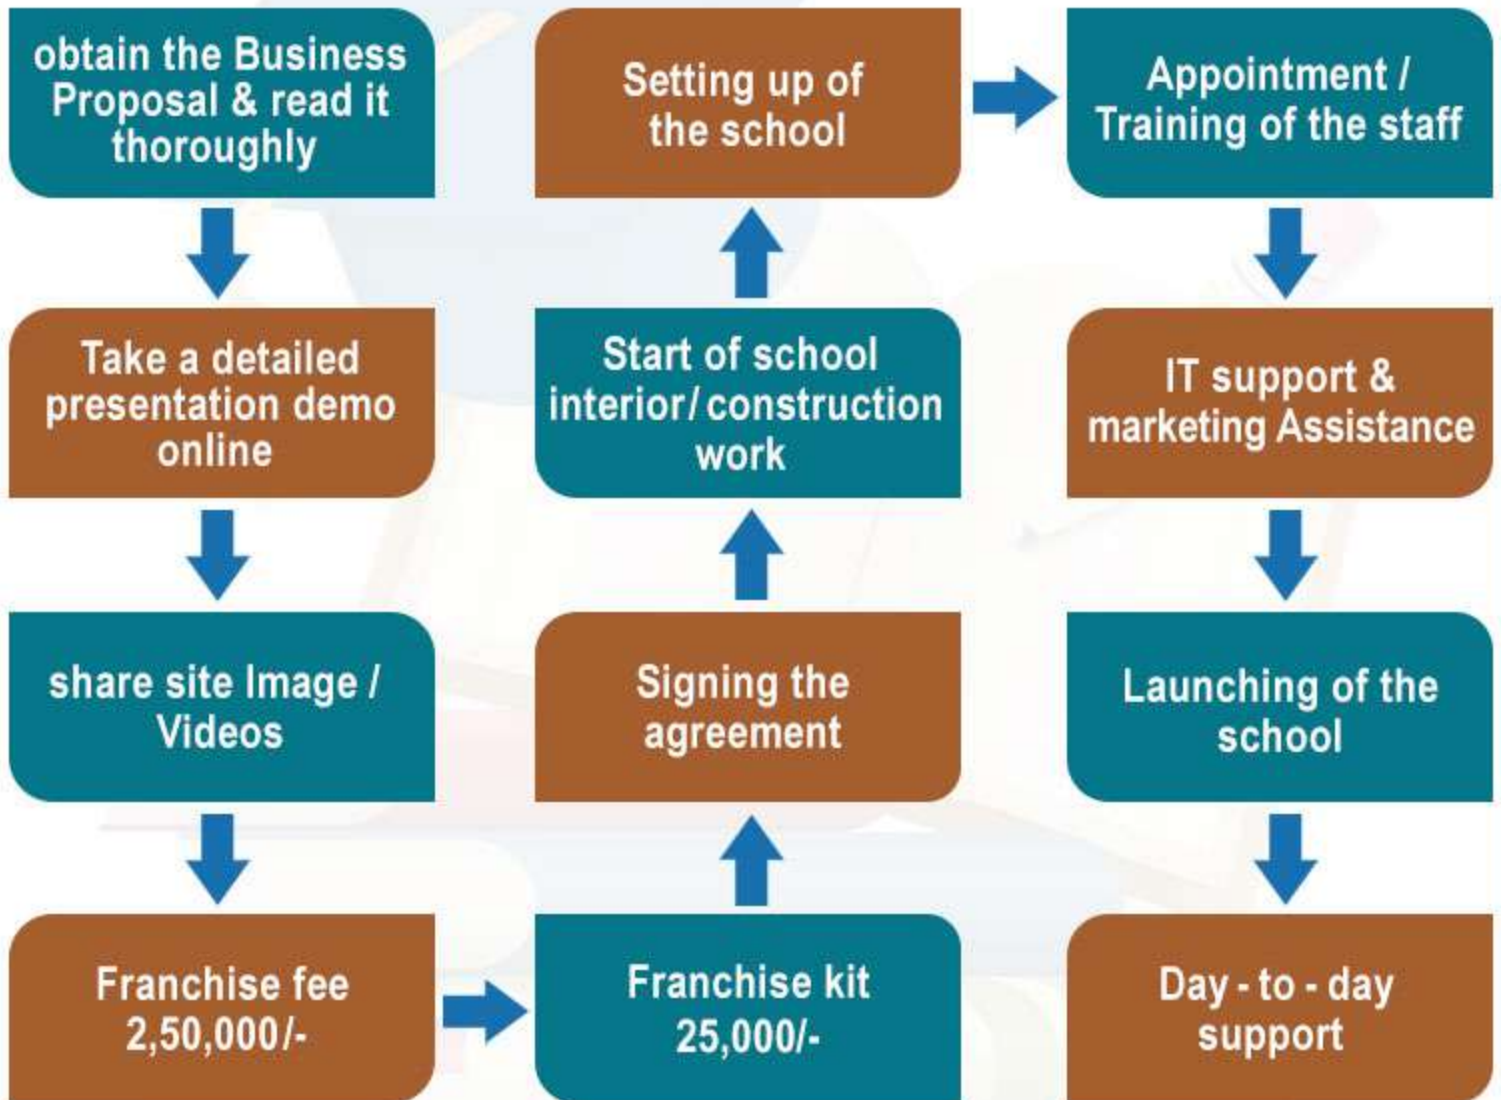 obtain the Business
Proposal & read it
thoroughly
Take a detailed
presentation demo
online
share site Image /
Videos
Franchise fee
2,50,000/-
Franchise kit
25,000/-
Signing the
agreement
Start of school
interior/construction
work
Setting up of
the school
Appointment /
Training of the staff
IT support &
marketing Assistance
Launching of the
school
Day - to - day
support